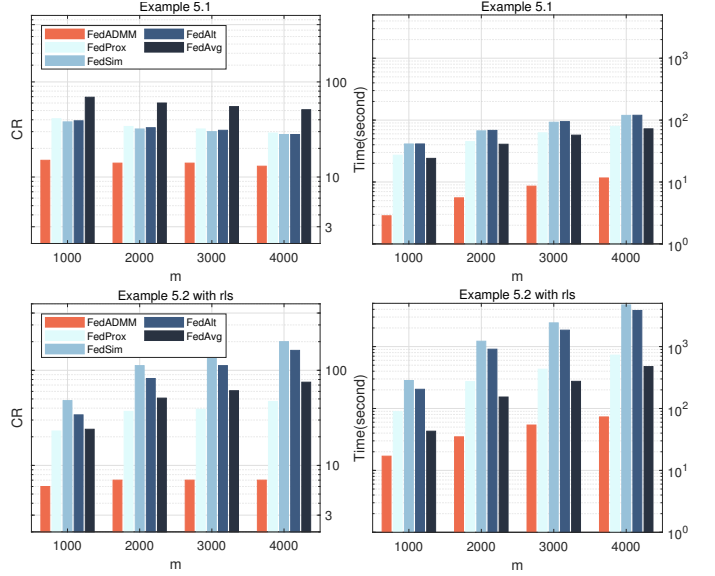 Example 5.1
FedADMM
FedProx
FedSim
FedAlt
FedAvg
CR
100
10
3
1000 2000 3000 4000
m
Example 5.1
Time(second)
10^3
10^2
10^1
10^0
1000 2000 3000 4000
m
Example 5.2 with rls
FedADMM
FedProx
FedSim
FedAlt
FedAvg
CR
100
10
3
1000 2000 3000 4000
m
Example 5.2 with rls
Time(second)
10^3
10^2
10^1
10^0
1000 2000 3000 4000
m